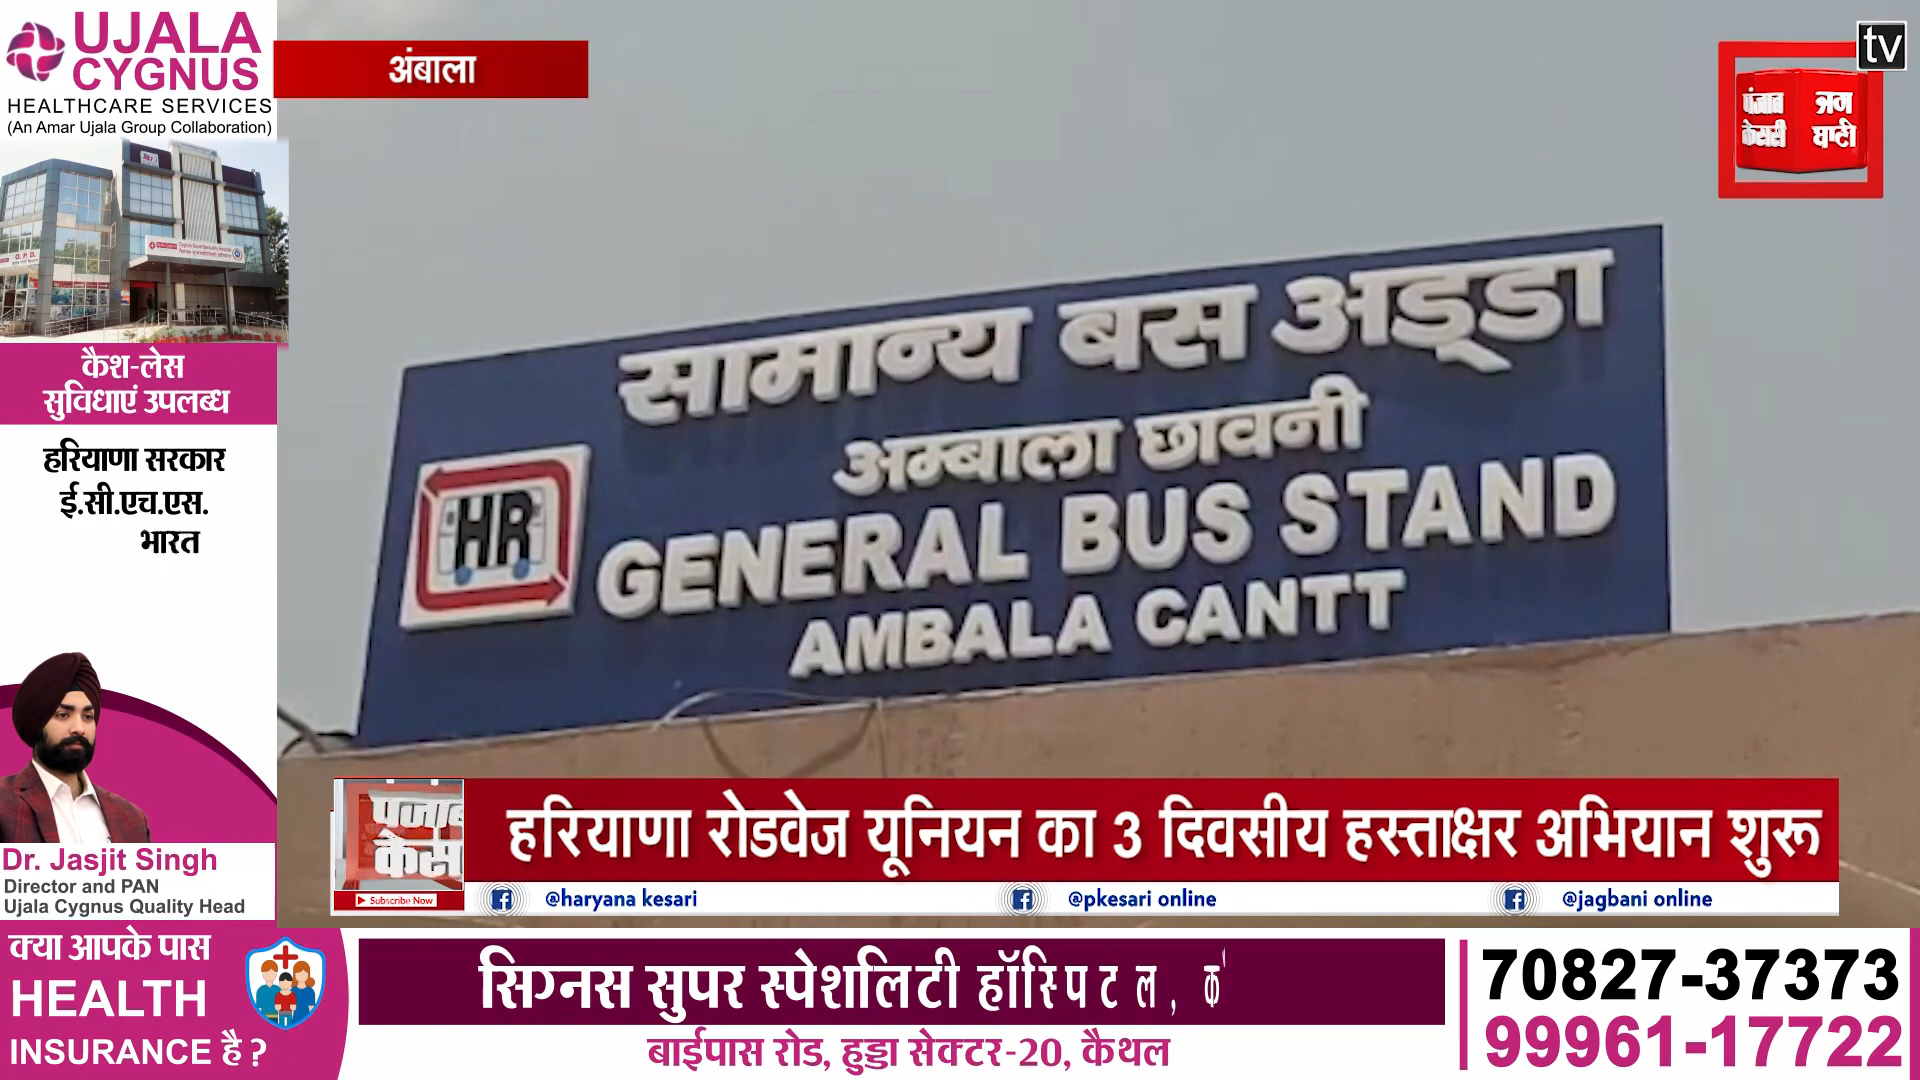 UJALA
CYGNUS
HEALTHCARE SERVICES
(An Amar Ujala Group Collaboration)
अंबाला
tv
पंजाब
केसरी
ਜਗ
ਬਾਣੀ
O. P. D.
कैश-लेस
सुविधाएं उपलब्ध
हरियाणा सरकार
ई.सी.एच.एस.
भारत
सामान्य बस अड्डा
अम्बाला छावनी
HR
GENERAL BUS STAND
AMBALA CANTT
Dr. Jasjit Singh
Director and PAN
Ujala Cygnus Quality Head
पंजाब
केस
Subscribe Now
हरियाणा रोडवेज यूनियन का 3 दिवसीय हस्ताक्षर अभियान शुरू
@haryana kesari
@pkesari online
@jagbani online
क्या आपके पास
HEALTH
INSURANCE है ?
सिग्नस सुपर स्पेशलिटी हॉस्पिटल,
बाईपास रोड, हुड्डा सेक्टर-20, कैथल
70827-37373
99961-17722